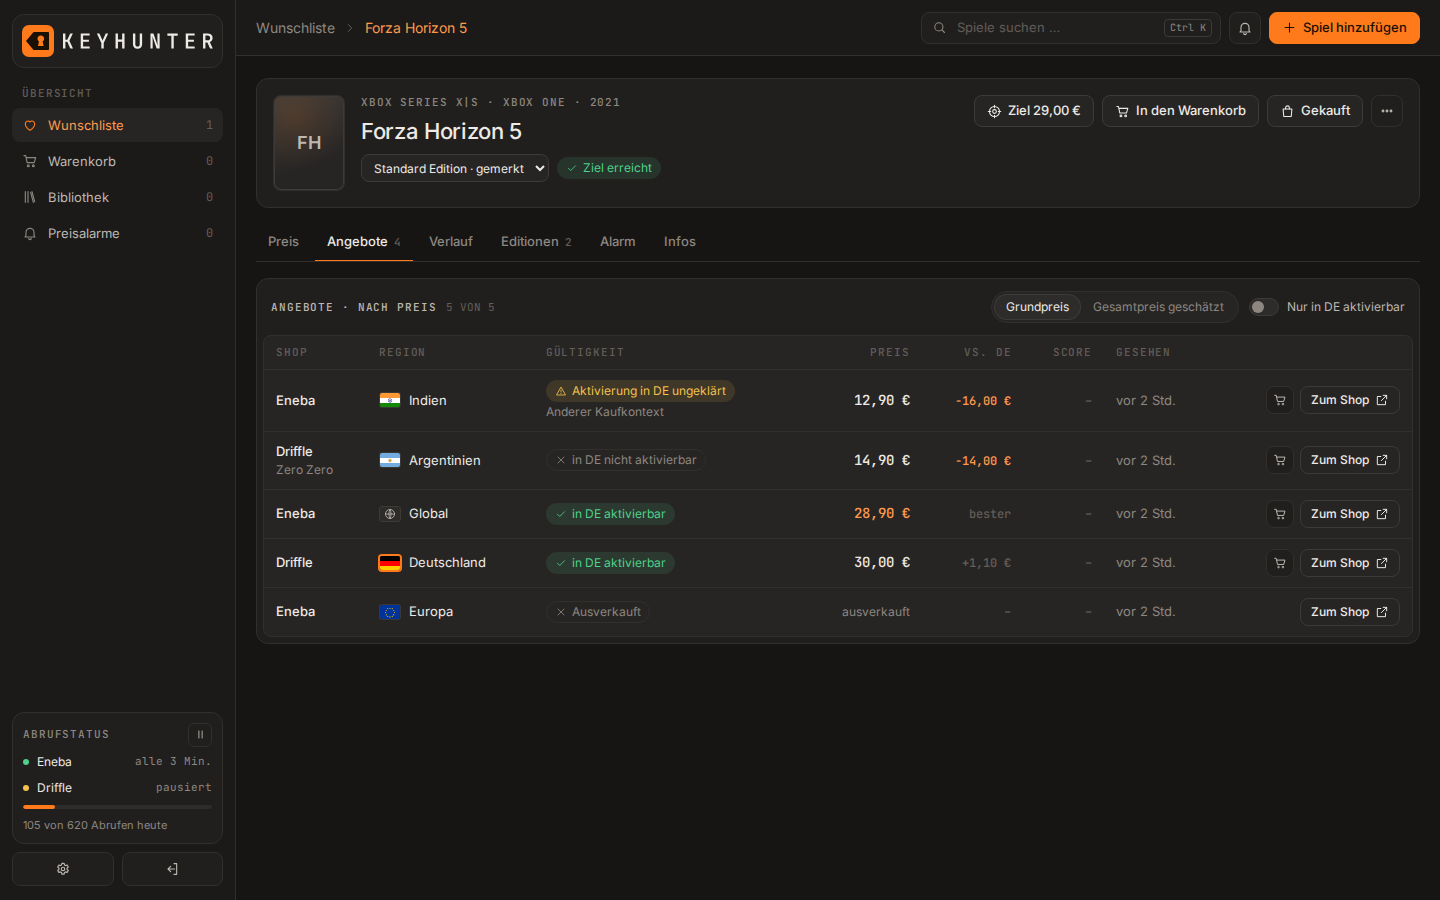 KEYHUNTER
Wunschliste
Forza Horizon 5
Spiele suchen ...
Ctrl K
Spiel hinzufügen
ÜBERSICHT
Wunschliste 1
Warenkorb 0
Bibliothek 0
Preisalarme 0
FH
XBOX SERIES X|S · XBOX ONE · 2021
Forza Horizon 5
Standard Edition · gemerkt
Ziel erreicht
Ziel 29,00 €
In den Warenkorb
Gekauft
Preis
Angebote 4
Verlauf
Editionen 2
Alarm
Infos
ANGEBOTE · NACH PREIS 5 VON 5
Grundpreis
Gesamtpreis geschätzt
Nur in DE aktivierbar
SHOP REGION GÜLTIGKEIT PREIS VS. DE SCORE GESEHEN
Eneba Indien Aktivierung in DE ungeklärt 12,90 € -16,00 € – vor 2 Std. Zum Shop
Anderer Kaufkontext
Driffle Argentinien in DE nicht aktivierbar 14,90 € -14,00 € – vor 2 Std. Zum Shop
Zero Zero
Eneba Global in DE aktivierbar 28,90 € bester – vor 2 Std. Zum Shop
Driffle Deutschland in DE aktivierbar 30,00 € +1,10 € – vor 2 Std. Zum Shop
Eneba Europa Ausverkauft ausverkauft – – vor 2 Std. Zum Shop
ABRUFSTATUS
Eneba alle 3 Min.
Driffle pausiert
105 von 620 Abrufen heute